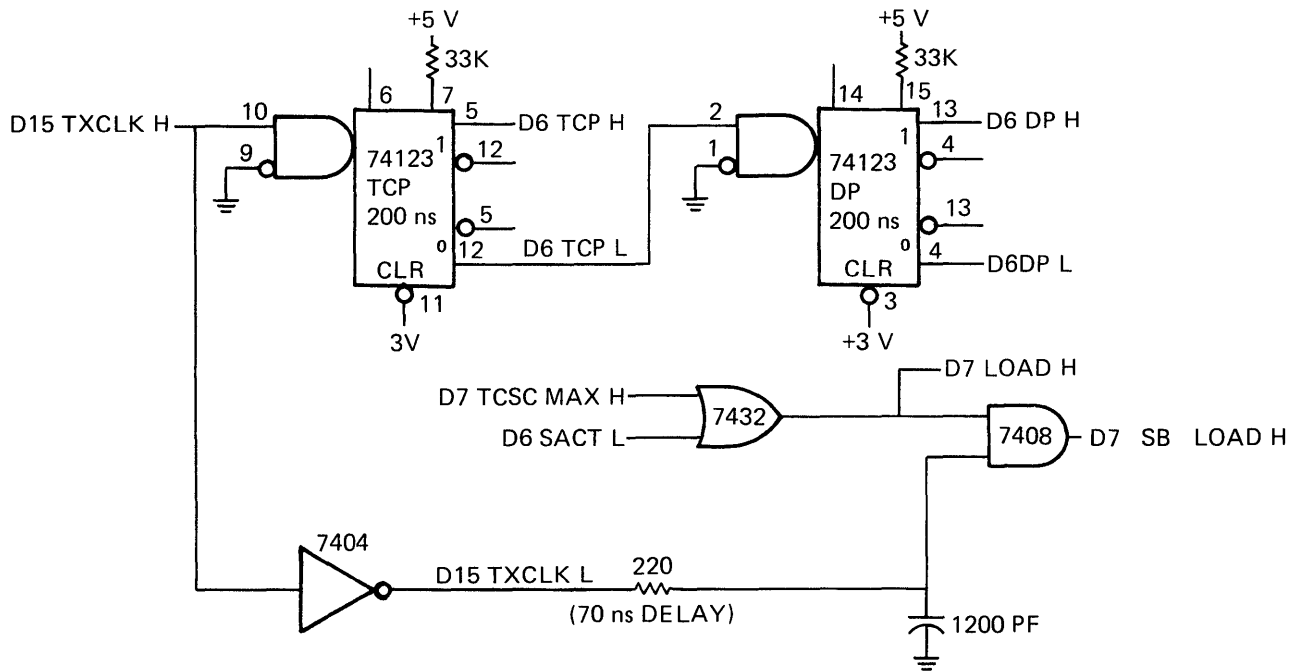 +5 V
+5 V
33K
33K
6
7
14
15
D15 TXCLK H
10
5
D6 TCP H
2
13
D6 DP H
9
1
12
1
1
4
74123
TCP
200 ns
74123
DP
200 ns
5
13
0
12
D6 TCP L
0
4
D6DP L
CLR
CLR
11
3
3V
+3 V
D7 LOAD H
D7 TCSC MAX H
7432
D6 SACT L
7408
D7 SB LOAD H
7404
D15 TXCLK L
220
(70 ns DELAY)
1200 PF